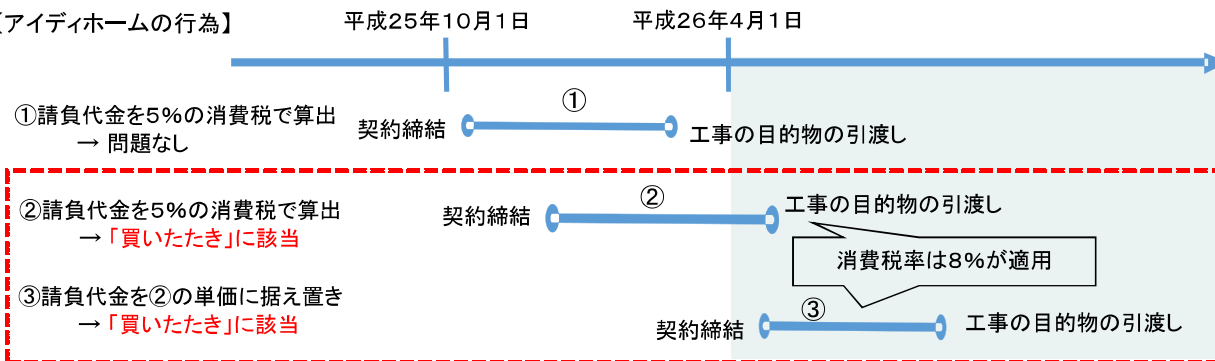 【アイディホームの行為】
平成25年10月1日
平成26年4月1日
①請負代金を5%の消費税で算出
→ 問題なし
契約締結
①
工事の目的物の引渡し
②請負代金を5%の消費税で算出
→ 「買いたたき」に該当
契約締結
②
工事の目的物の引渡し
消費税率は8%が適用
③請負代金を②の単価に据え置き
→ 「買いたたき」に該当
契約締結
③
工事の目的物の引渡し